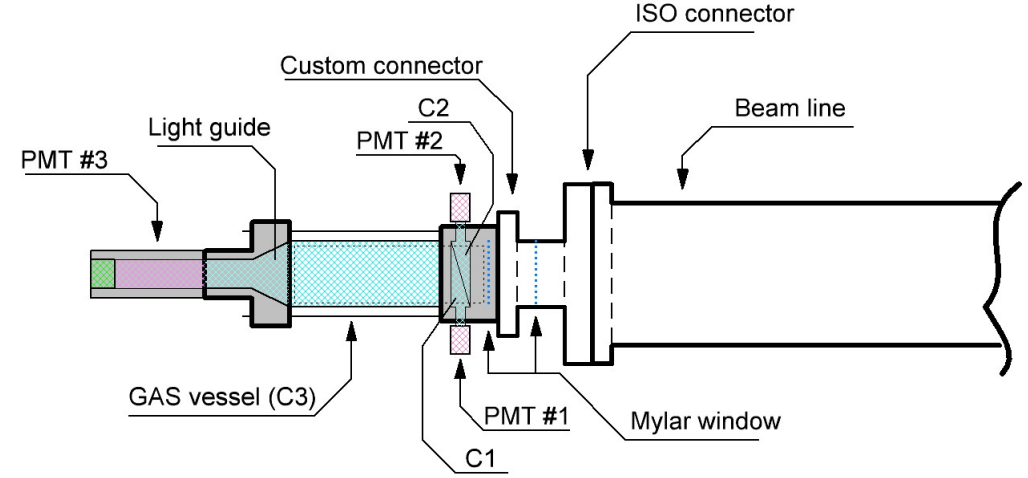 ISO connector
Custom connector
C2
Beam line
Light guide
PMT #2
PMT #3
GAS vessel (C3)
PMT #1
Mylar window
C1